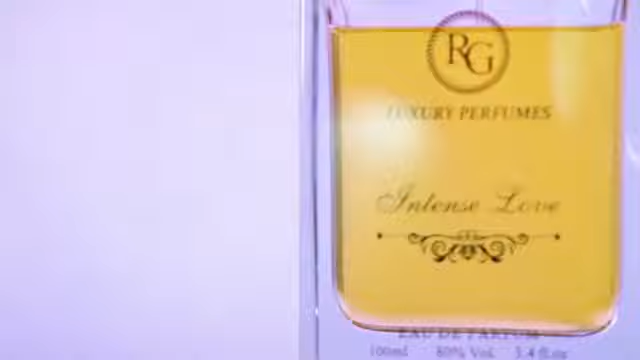 RG
LUXURY PERFUMES
Intense Love
EAU DE PARFUM
100ml 80% Vol. 3.4 fl.oz